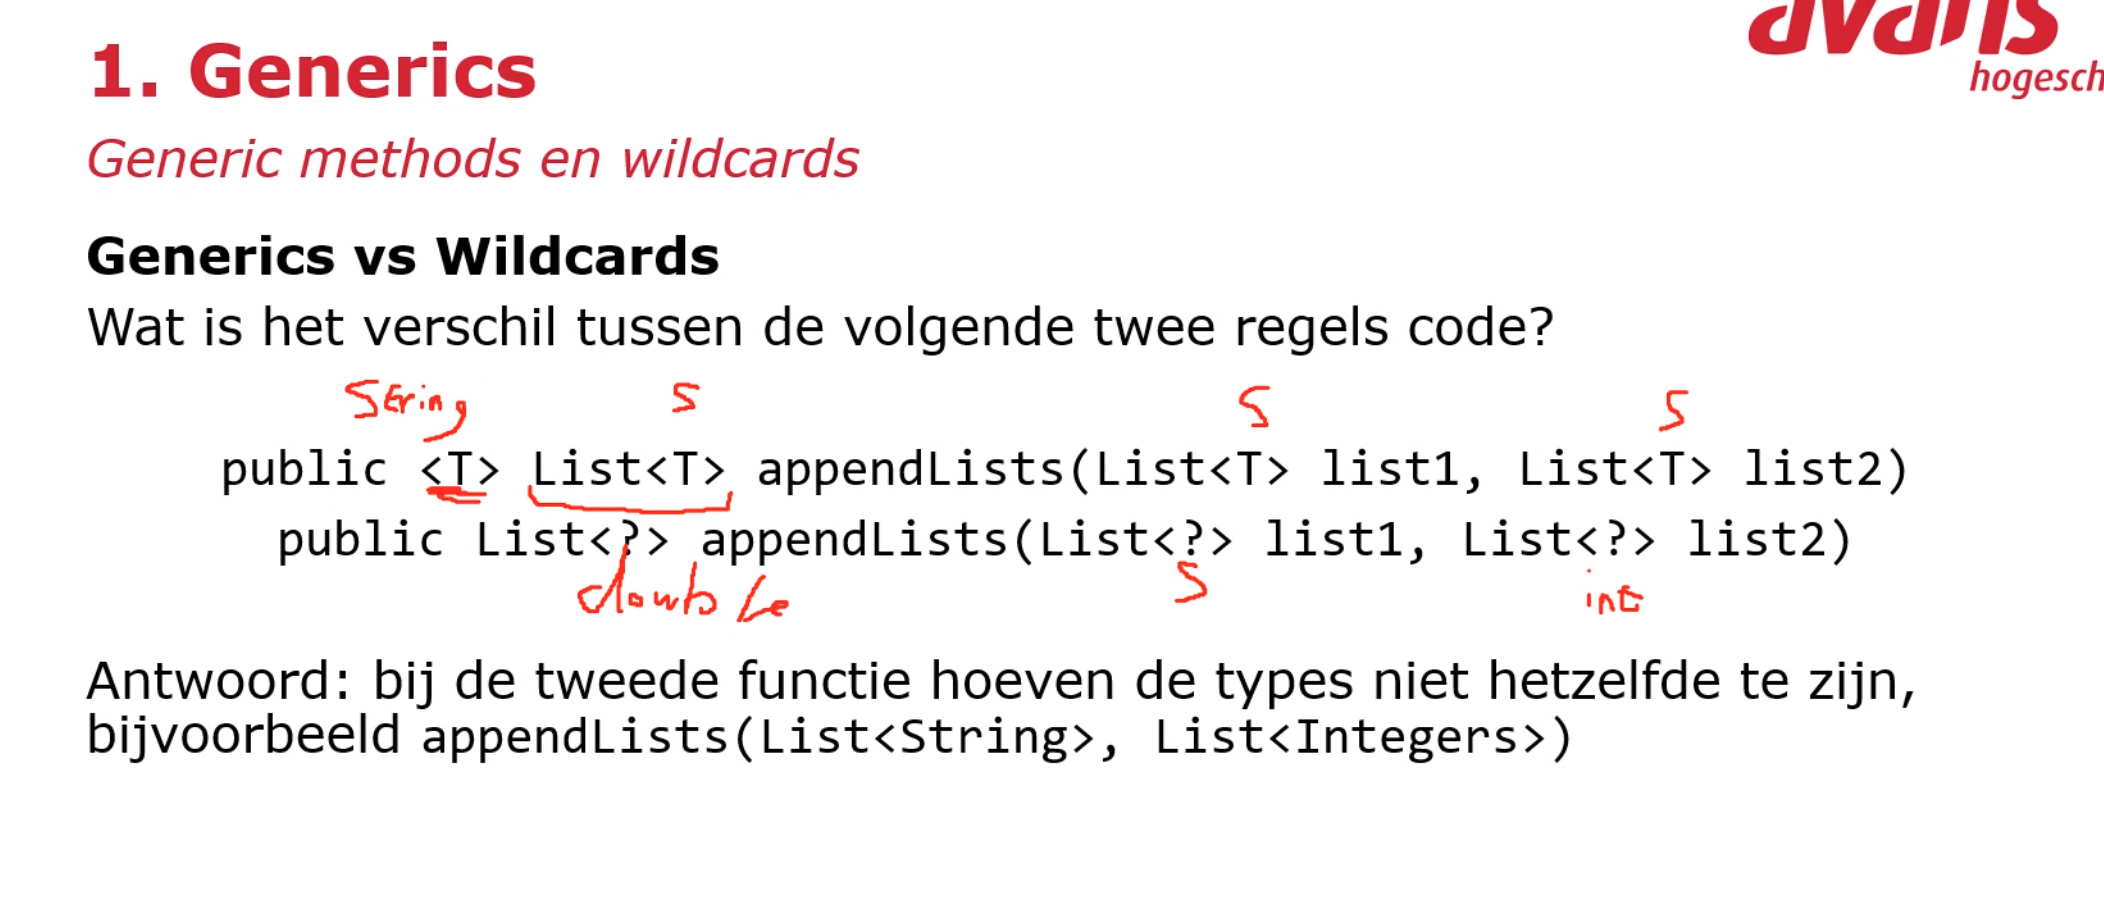 avans
hogesch
1. Generics
Generic methods en wildcards
Generics vs Wildcards
Wat is het verschil tussen de volgende twee regels code?
String S S S
public <T> List<T> appendLists(List<T> list1, List<T> list2)
public List<?> appendLists(List<?> list1, List<?> list2)
double S int
Antwoord: bij de tweede functie hoeven de types niet hetzelfde te zijn,
bijvoorbeeld appendLists(List<String>, List<Integers>)